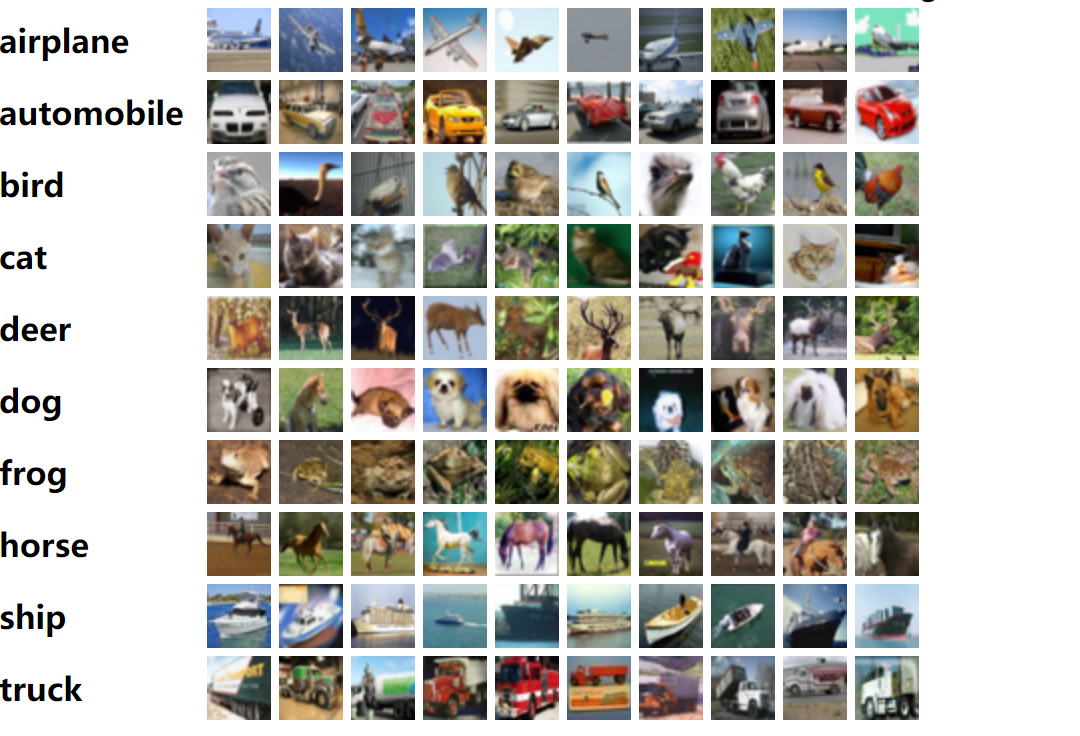 airplane
automobile
bird
cat
deer
dog
frog
horse
ship
truck